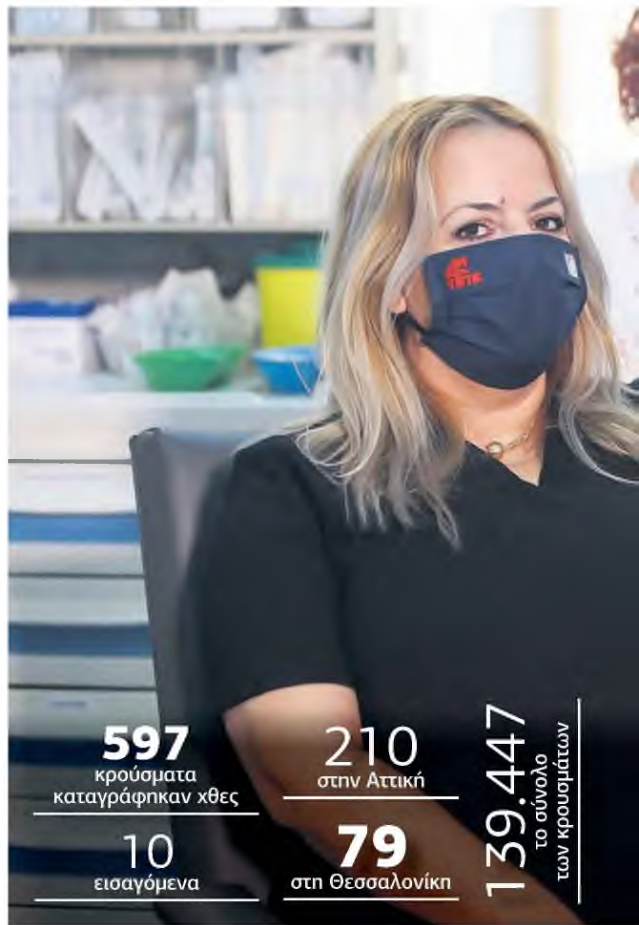 597
κρούσματα
καταγράφηκαν χθες
10
εισαγόμενα
210
στην Αττική
79
στη Θεσσαλονίκη
139.447
το σύνολο
των κρουσμάτων